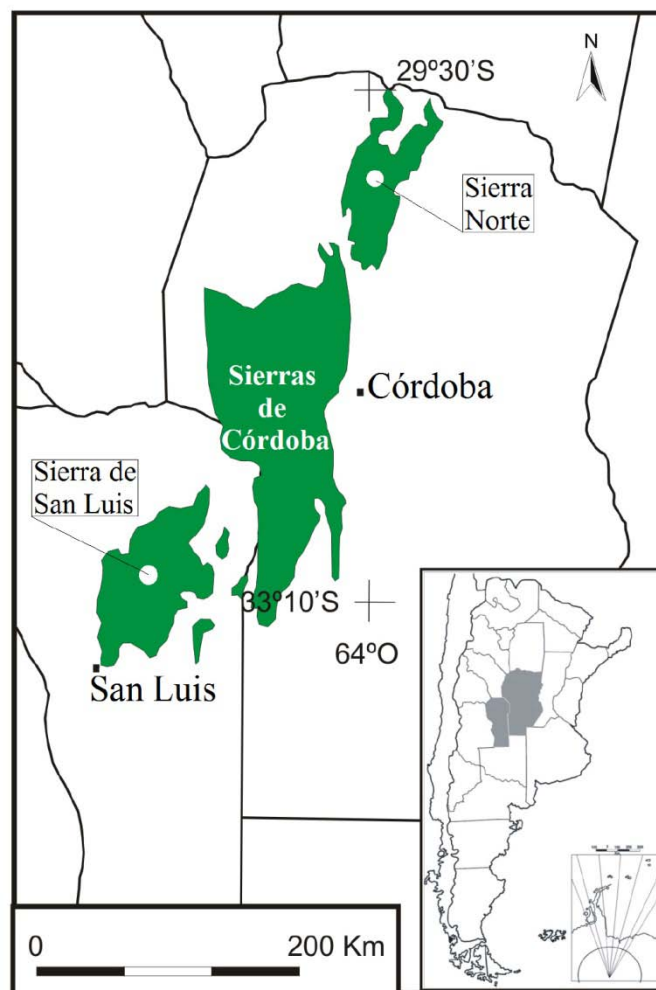 N
29º30’S
Sierra
Norte
Sierras
de
Córdoba
Córdoba
Sierra de
San Luis
33º10’S
64ºO
San Luis
0
200 Km